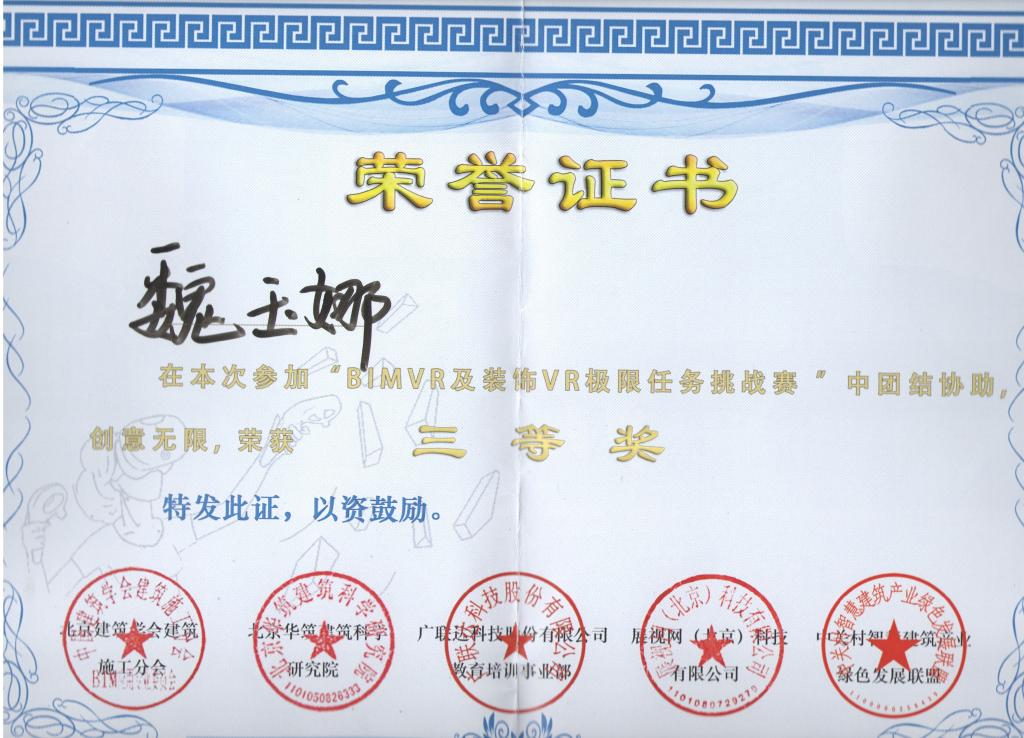 荣誉证书
魏玉娜
在本次参加“BIMVR及装饰VR极限任务挑战赛 ”中团结协助,
创意无限, 荣获 三等奖
特发此证，以资鼓励。
北京建筑学会建筑
施工分会
北京华筑建筑科学
研究院
1101050826333
广联达科技股份有限公司
教育培训事业部
展视网（北京）科技
有限公司
1101080729270
中关村智慧建筑产业
绿色发展联盟